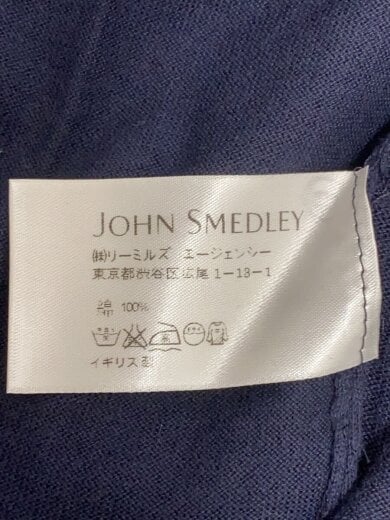 JOHN SMEDLEY
㈱リーミルズ エージェンシー
東京都渋谷区広尾1-13-1
100%
イギリス製